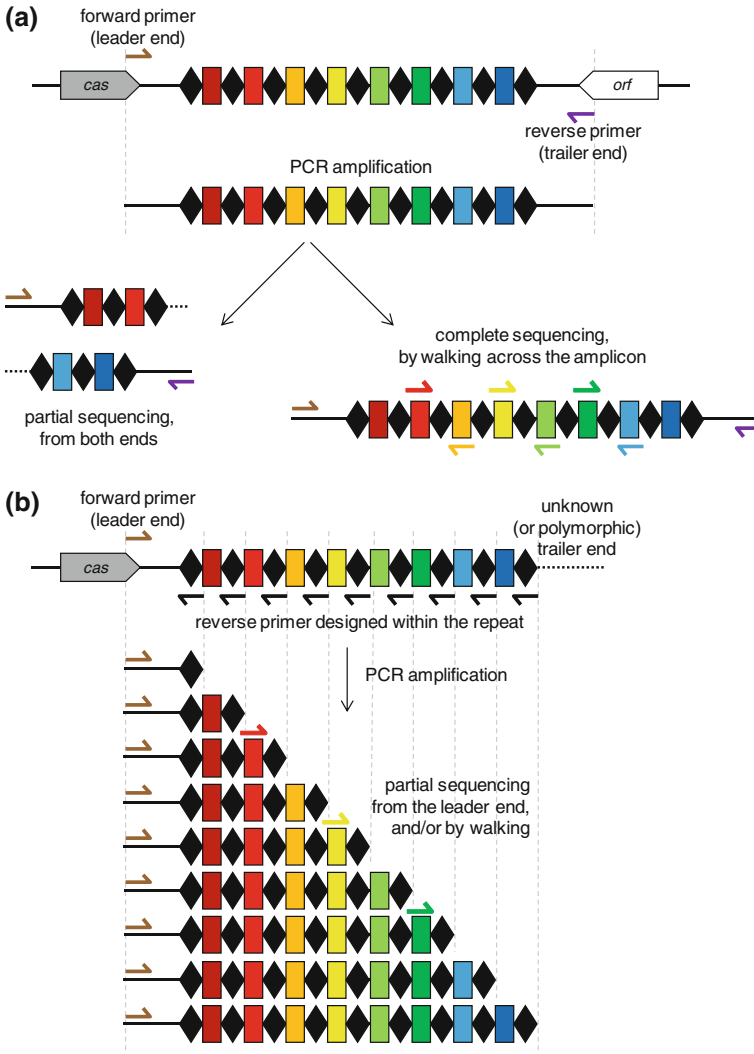 (a)
forward primer
(leader end)
cas
orf
reverse primer
(trailer end)
PCR amplification
partial sequencing,
from both ends
complete sequencing,
by walking across the amplicon
(b)
forward primer
(leader end)
unknown
(or polymorphic)
trailer end
cas
reverse primer designed within the repeat
PCR amplification
partial sequencing
from the leader end,
and/or by walking